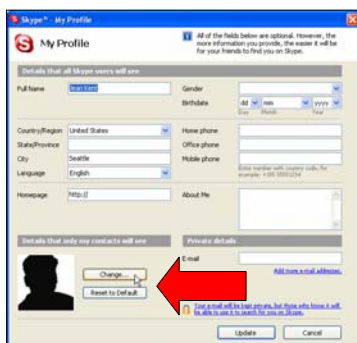 Skype™ - My Profile
My Profile
All of the fields below are optional. However, the
more information you provide, the easier it will be
for your friends to find you on Skype.
Details that all Skype users will see
Full Name
Jean Kent
Gender
Birthdate
dd
mm
yyyy
Day
Month
Year
Country/Region
United States
State/Province
City
Seattle
Language
English
Home phone
Office phone
Mobile phone
Enter number with country code, for
Homepage
http://
About Me
Details that only my contacts will see
Change...
Reset to Default
Private details
E-mail
Add more e-mail addresses.
Your e-mail will be kept private, but those who know it will
be able to use it to search for you on Skype.
Update
Cancel